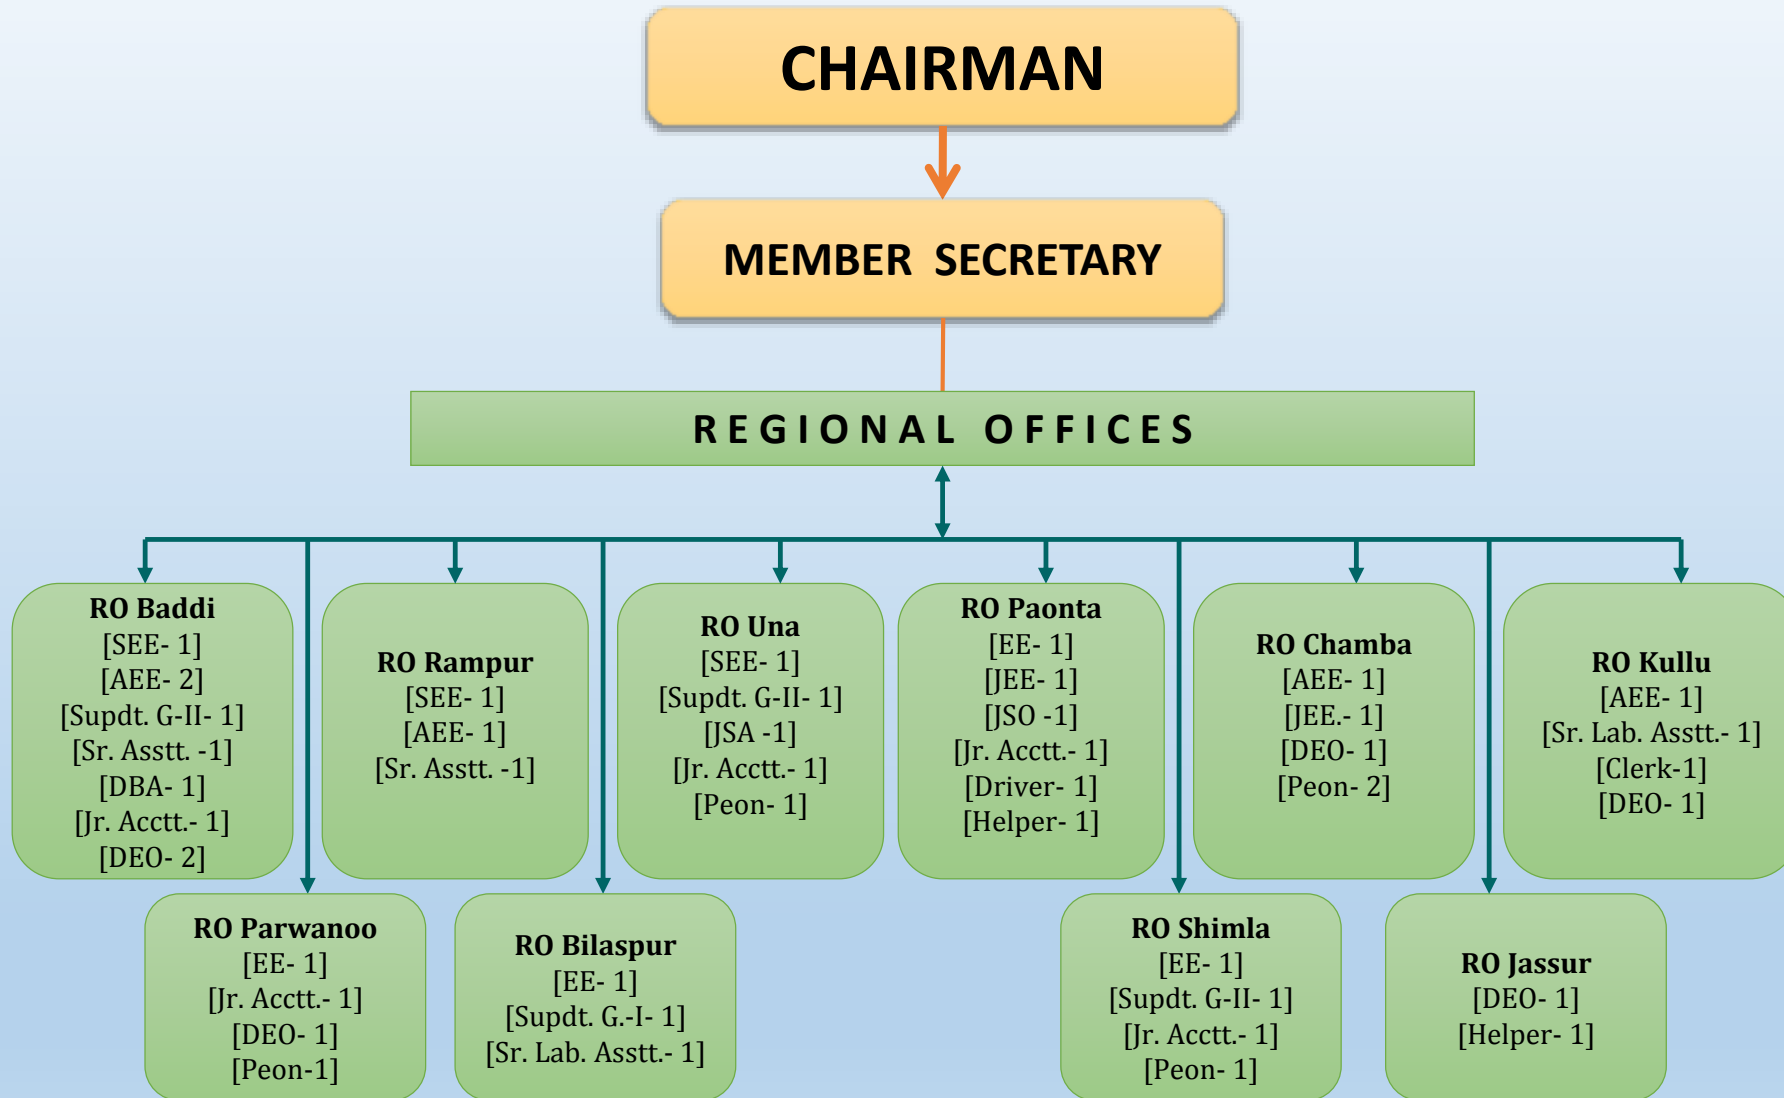 CHAIRMAN
MEMBER SECRETARY
REGIONAL OFFICES
RO Baddi
[SEE- 1]
[AEE- 2]
[Supdt. G-II- 1]
[Sr. Asstt. -1]
[DBA- 1]
[Jr. Acctt.- 1]
[DEO- 2]
RO Rampur
[SEE- 1]
[AEE- 1]
[Sr. Asstt. -1]
RO Una
[SEE- 1]
[Supdt. G-II- 1]
[JSA -1]
[Jr. Acctt.- 1]
[Peon- 1]
RO Paonta
[EE- 1]
[JEE- 1]
[JSO -1]
[Jr. Acctt.- 1]
[Driver- 1]
[Helper- 1]
RO Chamba
[AEE- 1]
[JEE.- 1]
[DEO- 1]
[Peon- 2]
RO Kullu
[AEE- 1]
[Sr. Lab. Asstt.- 1]
[Clerk-1]
[DEO- 1]
RO Parwanoo
[EE- 1]
[Jr. Acctt.- 1]
[DEO- 1]
[Peon-1]
RO Bilaspur
[EE- 1]
[Supdt. G.-I- 1]
[Sr. Lab. Asstt.- 1]
RO Shimla
[EE- 1]
[Supdt. G-II- 1]
[Jr. Acctt.- 1]
[Peon- 1]
RO Jassur
[DEO- 1]
[Helper- 1]